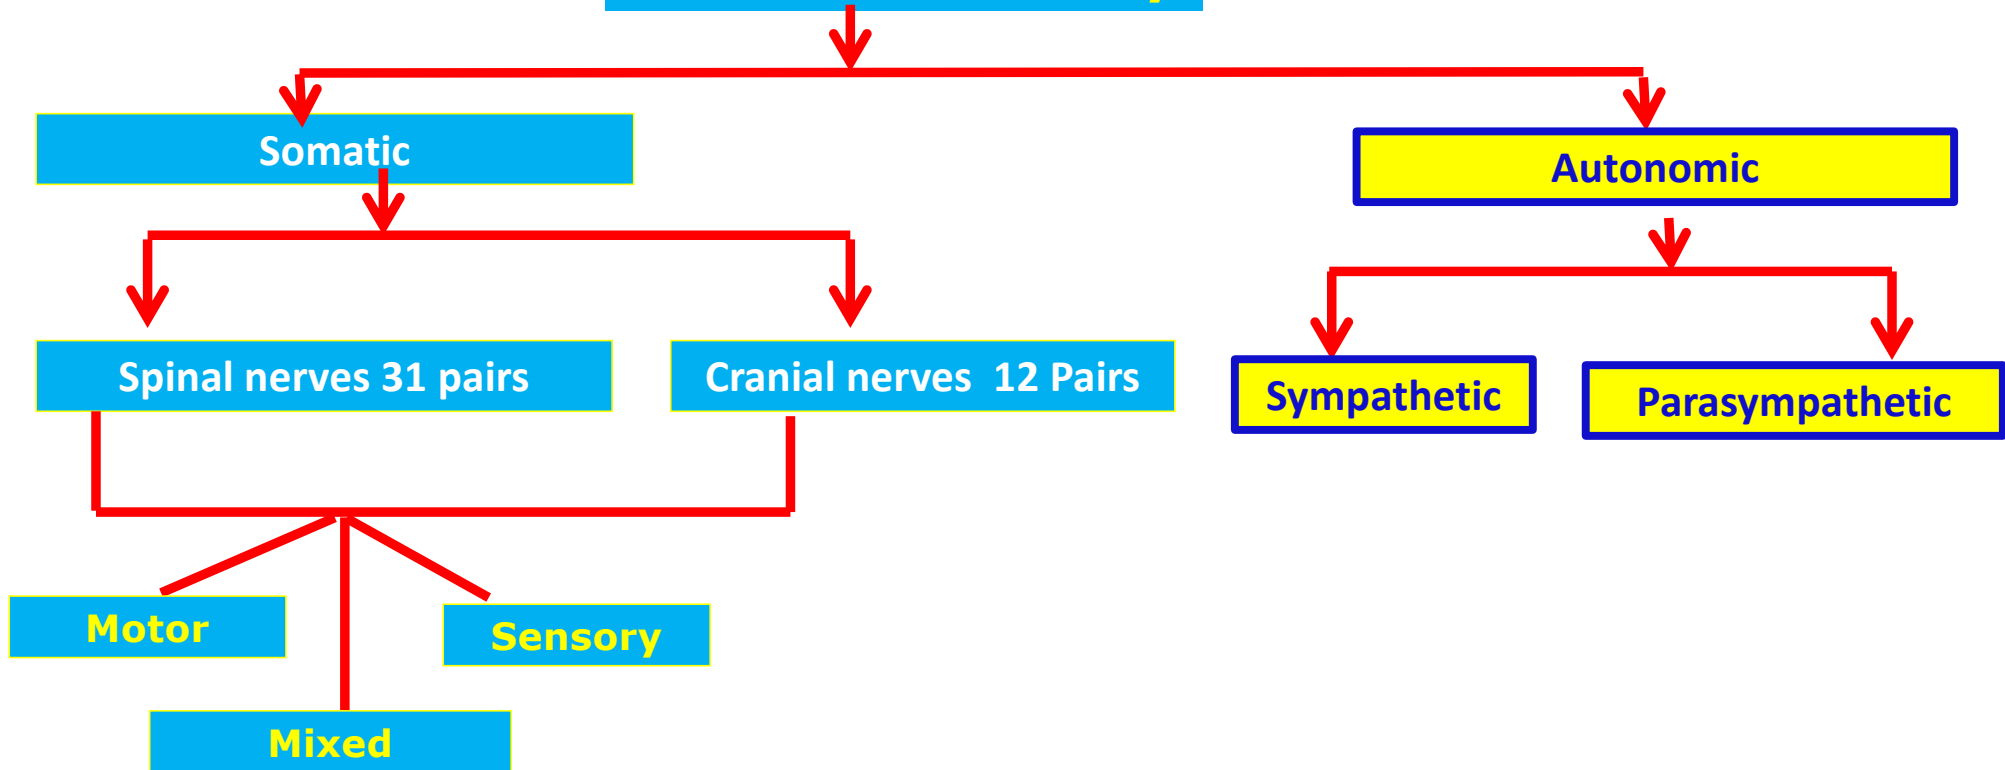 Somatic
Autonomic
Spinal nerves 31 pairs
Cranial nerves  12 Pairs
Sympathetic
Parasympathetic
Motor
Sensory
Mixed